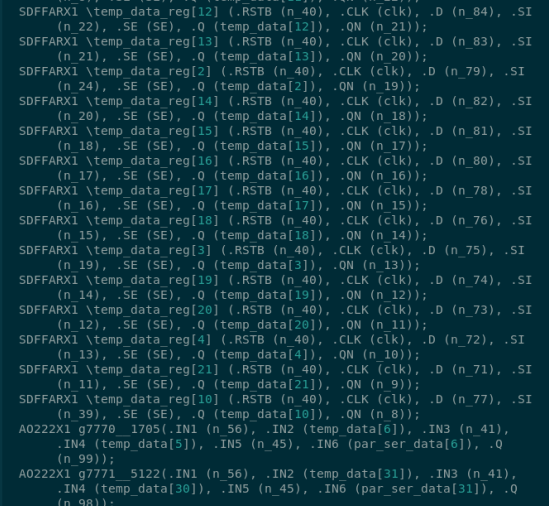 SDFFARX1 \temp_data_reg[12] (.RSTB (n_40), .CLK (clk), .D (n_84), .SI
(n_22), .SE (SE), .Q (temp_data[12]), .QN (n_21));
SDFFARX1 \temp_data_reg[13] (.RSTB (n_40), .CLK (clk), .D (n_83), .SI
(n_21), .SE (SE), .Q (temp_data[13]), .QN (n_20));
SDFFARX1 \temp_data_reg[2] (.RSTB (n_40), .CLK (clk), .D (n_79), .SI
(n_24), .SE (SE), .Q (temp_data[2]), .QN (n_19));
SDFFARX1 \temp_data_reg[14] (.RSTB (n_40), .CLK (clk), .D (n_82), .SI
(n_20), .SE (SE), .Q (temp_data[14]), .QN (n_18));
SDFFARX1 \temp_data_reg[15] (.RSTB (n_40), .CLK (clk), .D (n_81), .SI
(n_18), .SE (SE), .Q (temp_data[15]), .QN (n_17));
SDFFARX1 \temp_data_reg[16] (.RSTB (n_40), .CLK (clk), .D (n_80), .SI
(n_17), .SE (SE), .Q (temp_data[16]), .QN (n_16));
SDFFARX1 \temp_data_reg[17] (.RSTB (n_40), .CLK (clk), .D (n_78), .SI
(n_16), .SE (SE), .Q (temp_data[17]), .QN (n_15));
SDFFARX1 \temp_data_reg[18] (.RSTB (n_40), .CLK (clk), .D (n_76), .SI
(n_15), .SE (SE), .Q (temp_data[18]), .QN (n_14));
SDFFARX1 \temp_data_reg[3] (.RSTB (n_40), .CLK (clk), .D (n_75), .SI
(n_19), .SE (SE), .Q (temp_data[3]), .QN (n_13));
SDFFARX1 \temp_data_reg[19] (.RSTB (n_40), .CLK (clk), .D (n_74), .SI
(n_14), .SE (SE), .Q (temp_data[19]), .QN (n_12));
SDFFARX1 \temp_data_reg[20] (.RSTB (n_40), .CLK (clk), .D (n_73), .SI
(n_12), .SE (SE), .Q (temp_data[20]), .QN (n_11));
SDFFARX1 \temp_data_reg[4] (.RSTB (n_40), .CLK (clk), .D (n_72), .SI
(n_13), .SE (SE), .Q (temp_data[4]), .QN (n_10));
SDFFARX1 \temp_data_reg[21] (.RSTB (n_40), .CLK (clk), .D (n_71), .SI
(n_11), .SE (SE), .Q (temp_data[21]), .QN (n_9));
SDFFARX1 \temp_data_reg[10] (.RSTB (n_40), .CLK (clk), .D (n_77), .SI
(n_39), .SE (SE), .Q (temp_data[10]), .QN (n_8));
AO222X1 g7770__1705(.IN1 (n_56), .IN2 (temp_data[6]), .IN3 (n_41),
.IN4 (temp_data[5]), .IN5 (n_45), .IN6 (par_ser_data[6]), .Q
(n_99));
AO222X1 g7771__5122(.IN1 (n_56), .IN2 (temp_data[31]), .IN3 (n_41),
.IN4 (temp_data[30]), .IN5 (n_45), .IN6 (par_ser_data[31]), .Q
(n_98));